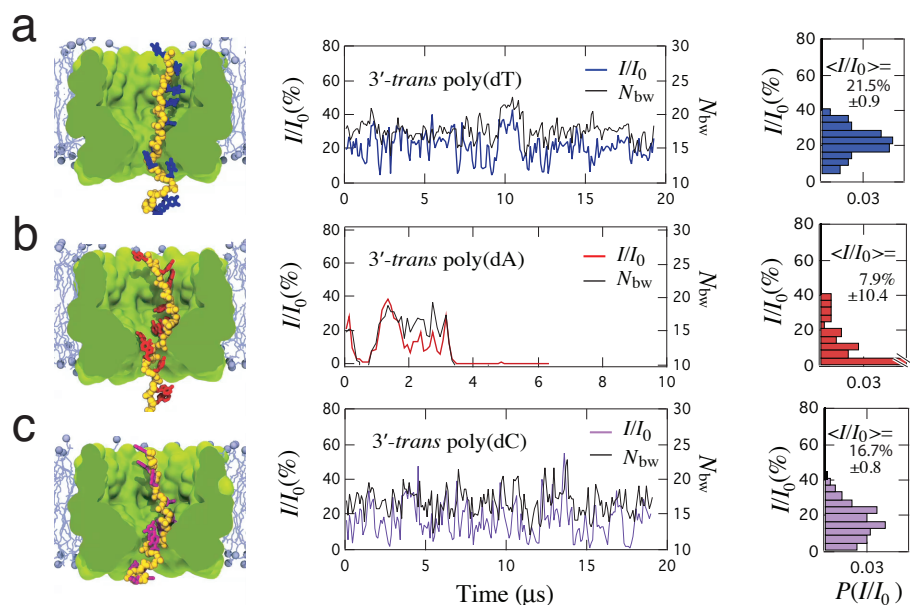 a
3′-trans poly(dT)
I/I0
Nbw
I/I0(%)
80
60
40
20
0
30
25
20
15
10
Nbw
0
5
10
15
20
I/I0(%)
80
60
40
20
0
<I/I0>=
21.5%
±0.9
0.03
b
3′-trans poly(dA)
I/I0
Nbw
I/I0(%)
80
60
40
20
0
30
25
20
15
10
Nbw
0
2
4
6
8
10
I/I0(%)
80
60
40
20
0
<I/I0>=
7.9%
±10.4
0.03
c
3′-trans poly(dC)
I/I0
Nbw
I/I0(%)
80
60
40
20
0
30
25
20
15
10
Nbw
0
5
10
15
20
Time (μs)
I/I0(%)
80
60
40
20
0
<I/I0>=
16.7%
±0.8
0.03
P(I/I0)